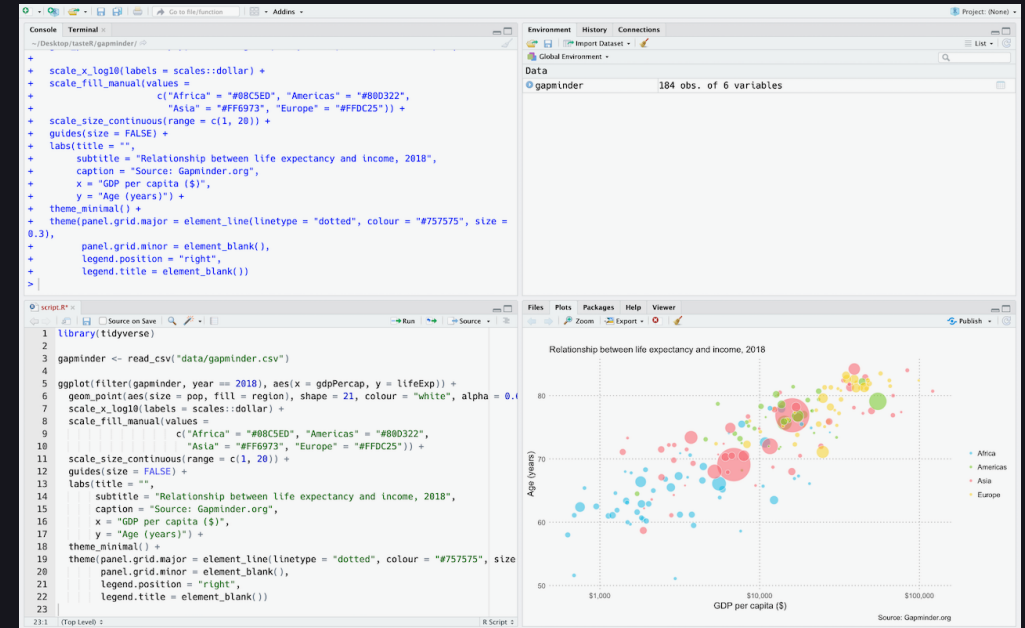 Go to file/function
Addins
Project: (None)
Console Terminal
~/Desktop/tasteR/gapminder/
+
+ scale_x_log10(labels = scales::dollar) +
+ scale_fill_manual(values =
+ c("Africa" = "#08C5ED", "Americas" = "#80D322",
+ "Asia" = "#FF6973", "Europe" = "#FFDC25")) +
+ scale_size_continuous(range = c(1, 20)) +
+ guides(size = FALSE) +
+ labs(title = "",
+ subtitle = "Relationship between life expectancy and income, 2018",
+ caption = "Source: Gapminder.org",
+ x = "GDP per capita ($)",
+ y = "Age (years)") +
+ theme_minimal() +
+ theme(panel.grid.major = element_line(linetype = "dotted", colour = "#757575", size =
0.3),
+ panel.grid.minor = element_blank(),
+ legend.position = "right",
+ legend.title = element_blank())
>
Environment History Connections
Import Dataset
List
Global Environment
Data
gapminder 184 obs. of 6 variables
script.R*
Source on Save
Run
Source
1 library(tidyverse)
2
3 gapminder <- read_csv("data/gapminder.csv")
4
5 ggplot(filter(gapminder, year == 2018), aes(x = gdpPercap, y = lifeExp)) +
6 geom_point(aes(size = pop, fill = region), shape = 21, colour = "white", alpha = 0.
7 scale_x_log10(labels = scales::dollar) +
8 scale_fill_manual(values =
9 c("Africa" = "#08C5ED", "Americas" = "#80D322",
10 "Asia" = "#FF6973", "Europe" = "#FFDC25")) +
11 scale_size_continuous(range = c(1, 20)) +
12 guides(size = FALSE) +
13 labs(title = "",
14 subtitle = "Relationship between life expectancy and income, 2018",
15 caption = "Source: Gapminder.org",
16 x = "GDP per capita ($)",
17 y = "Age (years)") +
18 theme_minimal() +
19 theme(panel.grid.major = element_line(linetype = "dotted", colour = "#757575", size
20 panel.grid.minor = element_blank(),
21 legend.position = "right",
22 legend.title = element_blank())
23
23:1 (Top Level)
R Script
Files Plots Packages Help Viewer
Zoom Export
Publish
Relationship between life expectancy and income, 2018
80
70
60
50
Age (years)
$1,000 $10,000 $100,000
GDP per capita ($)
Africa
Americas
Asia
Europe
Source: Gapminder.org